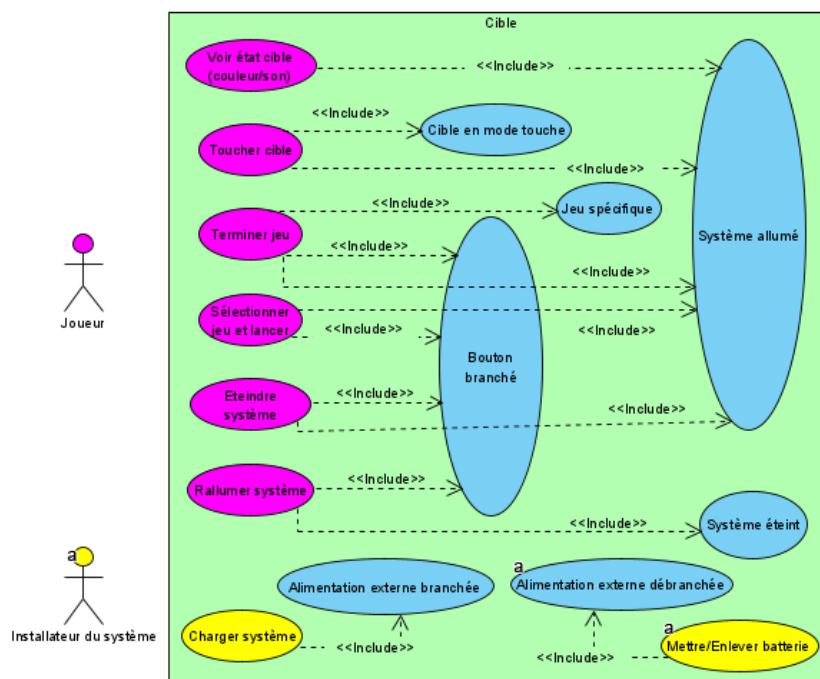 Cible
Voir état cible
(couleur/son)
<<Include>>
<<Include>>
Cible en mode touche
Toucher cible
<<Include>>
<<Include>>
Jeu spécifique
Terminer jeu
<<Include>>
Système allumé
<<Include>>
Joueur
Sélectionner
jeu et lancer
<<Include>>
<<Include>>
Bouton
branché
Eteindre
système
<<Include>>
<<Include>>
Rallumer système
<<Include>>
<<Include>>
Système éteint
a
a
Alimentation externe branchée
Alimentation externe débranchée
Installateur du système
Charger système
<<Include>>
<<Include>>
a
Mettre/Enlever batterie